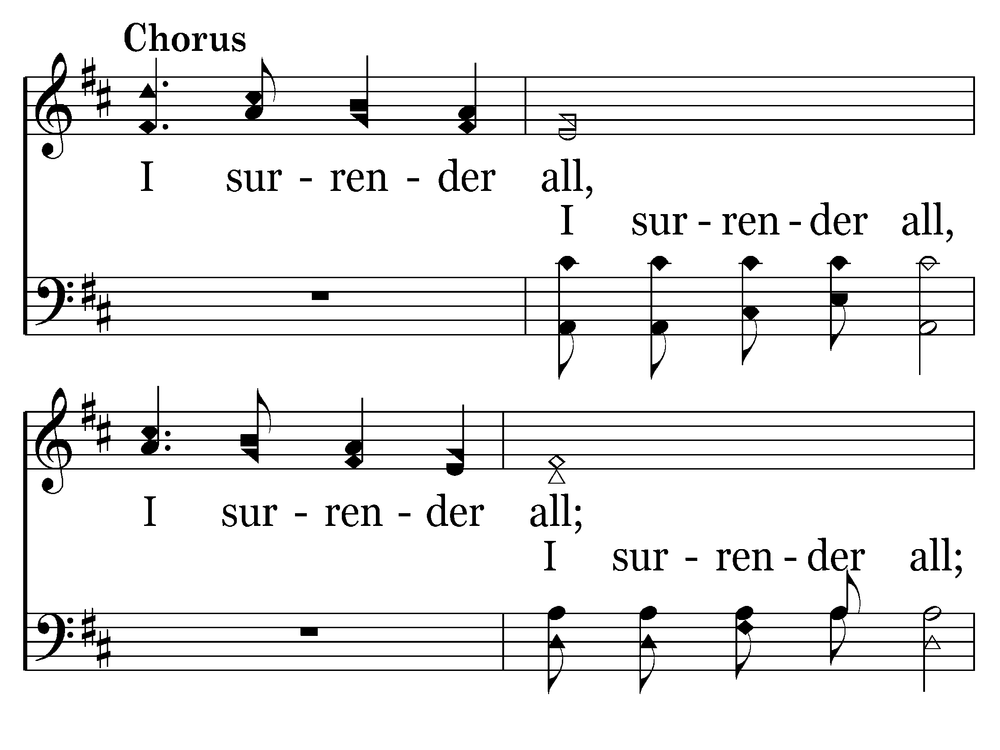 Chorus
I sur - ren - der all,
I sur - ren - der all,
I sur - ren - der all;
I sur - ren - der all;